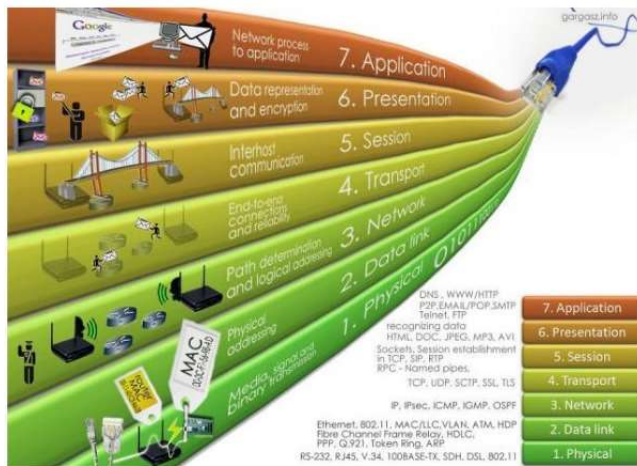 gargasz.info
Google
Network process
to application
7. Application
Data representation
and encryption
6. Presentation
Interhost
communication
5. Session
End-to-end
connections
and reliability
4. Transport
Path determination
and logical addressing
3. Network
Physical
addressing
2. Data link
Media, signal and
binary transmission
1. Physical
MAC
router
MAC
DNS , WWW/HTTP
P2P,EMAIL/POP,SMTP
Telnet, FTP
7. Application
recognizing data
HTML, DOC, JPEG, MP3, AVI
6. Presentation
Sockets, Session establishment
in TCP, SIP, RTP
RPC - Named pipes,
5. Session
TCP, UDP, SCTP, SSL, TLS
4. Transport
IP, IPsec, ICMP, IGMP, OSPF
3. Network
Ethernet, 802.11, MAC/LLC,VLAN, ATM, HDP
Fibre Channel Frame Relay, HDLC,
PPP, Q.921, Token Ring, ARP
2. Data link
RS-232, RJ45, V.34, 100BASE-TX, SDH, DSL, 802.11
1. Physical